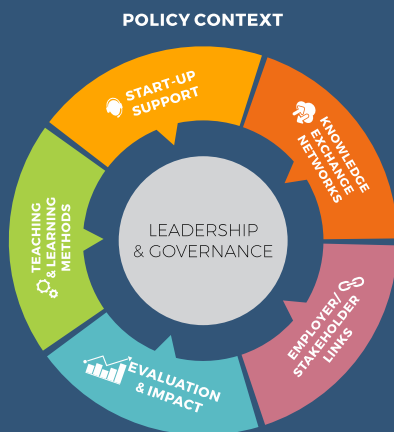 POLICY CONTEXT
START-UP
SUPPORT
KNOWLEDGE
EXCHANGE
NETWORKS
LEADERSHIP
& GOVERNANCE
TEACHING
& LEARNING
METHODS
EMPLOYER/
STAKEHOLDER
LINKS
EVALUATION
& IMPACT